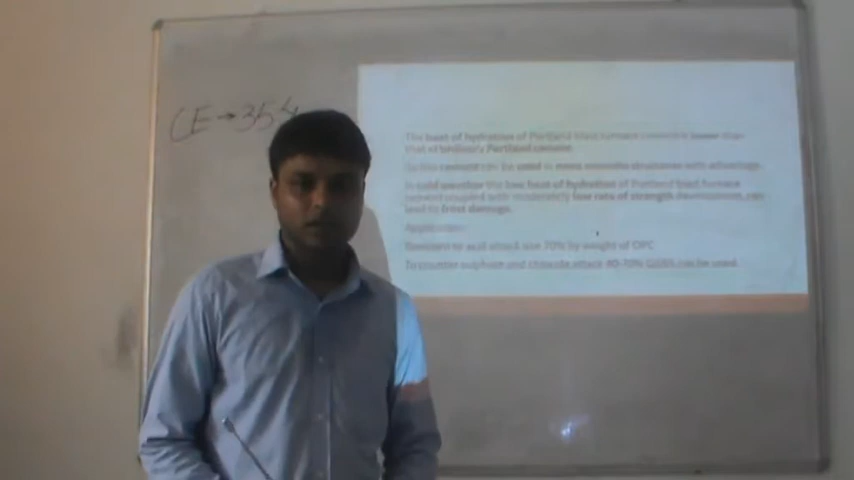 CE → 354
The heat of hydration of Portland blast furnace cement is lower than
that of ordinary Portland cement.
So this cement can be used in mass concrete structures with advantage.
In cold weather the low heat of hydration of Portland blast furnace
cement coupled with moderately low rate of strength development, can
lead to frost damage.
Application:
Resistant to acid attack use 70% by weight of OPC
To counter sulphate and chloride attack 40-70% GGBS can be used.